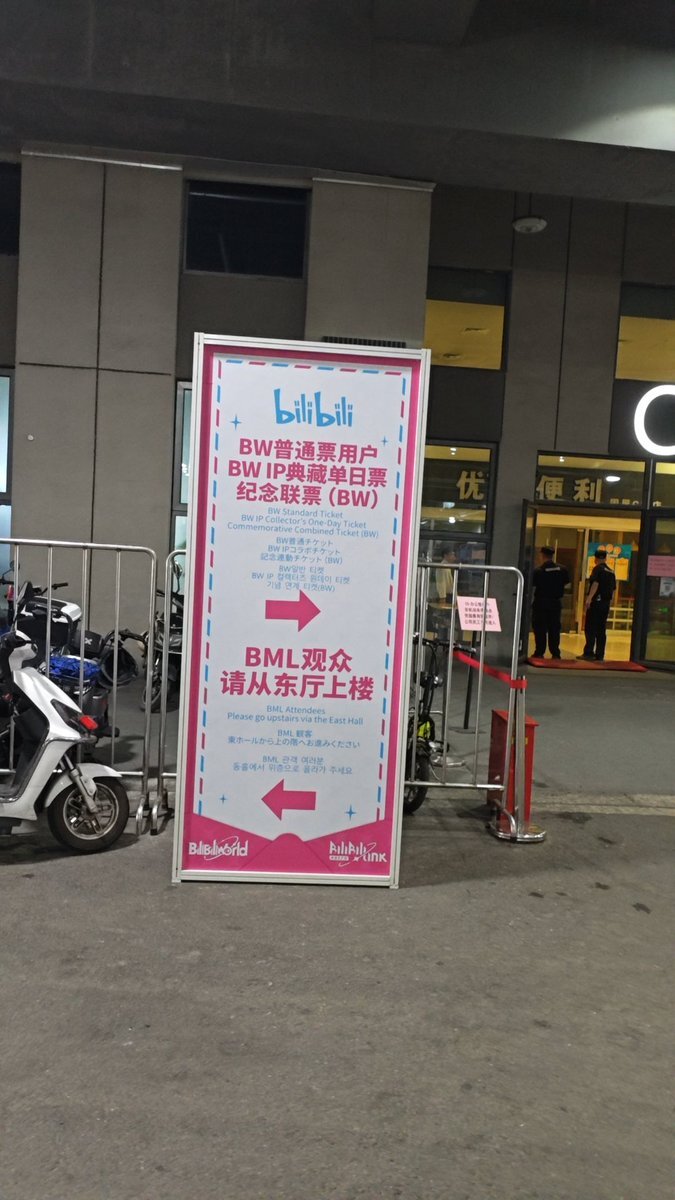 bilibili
BW普通票用户
BW IP典藏单日票
纪念联票（BW）
BW Standard Ticket
BW IP Collector's One-Day Ticket
Commemorative Combined Ticket (BW)
BW普通チケット
BW IPコラボチケット
記念連動チケット（BW）
BW일반 티켓
BW IP 컬렉터즈 원데이 티켓
기념 연계 티켓(BW)
BML观众
请从东厅上楼
BML Attendees
Please go upstairs via the East Hall
BML 観客
東ホールから上の階へお進みください
BML 관객 여러분
동홀에서 위층으로 올라가 주세요
BiliBiliWorld
BiliBiliLink
优 便利